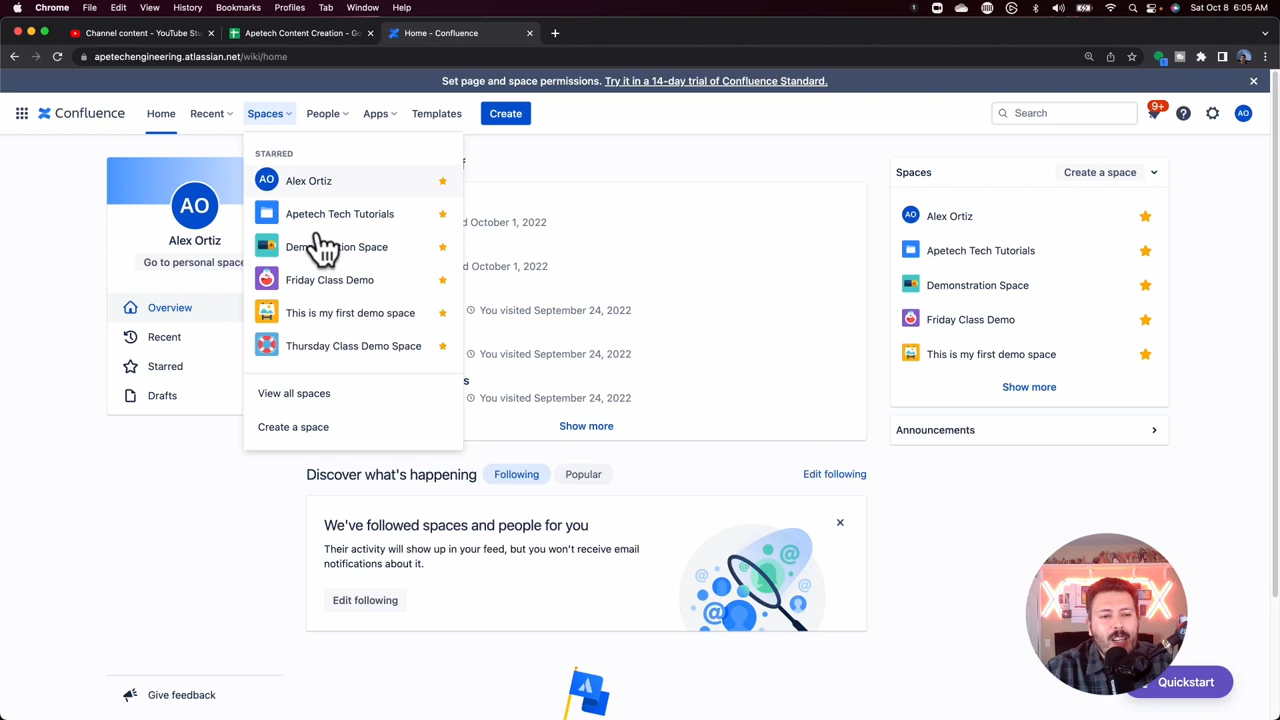 Chrome File Edit View History Bookmarks Profiles Tab Window Help
Sat Oct 8 6:05 AM
Channel content - YouTube Stu
Apetech Content Creation - Go
Home - Confluence
apetechengineering.atlassian.net/wiki/home
Set page and space permissions. Try it in a 14-day trial of Confluence Standard.
Confluence Home Recent Spaces People Apps Templates Create
Search
9+
AO
STARRED
AO Alex Ortiz
Apetech Tech Tutorials
Space
Friday Class Demo
This is my first demo space
Thursday Class Demo Space
View all spaces
Create a space
AO
Alex Ortiz
Go to personal space
Overview
Recent
Starred
Drafts
Give feedback
d October 1, 2022
d October 1, 2022
You visited September 24, 2022
You visited September 24, 2022
s
You visited September 24, 2022
Show more
Discover what's happening Following Popular Edit following
We've followed spaces and people for you
Their activity will show up in your feed, but you won't receive email
notifications about it.
Edit following
Spaces Create a space
AO Alex Ortiz
Apetech Tech Tutorials
Demonstration Space
Friday Class Demo
This is my first demo space
Show more
Announcements
Quickstart